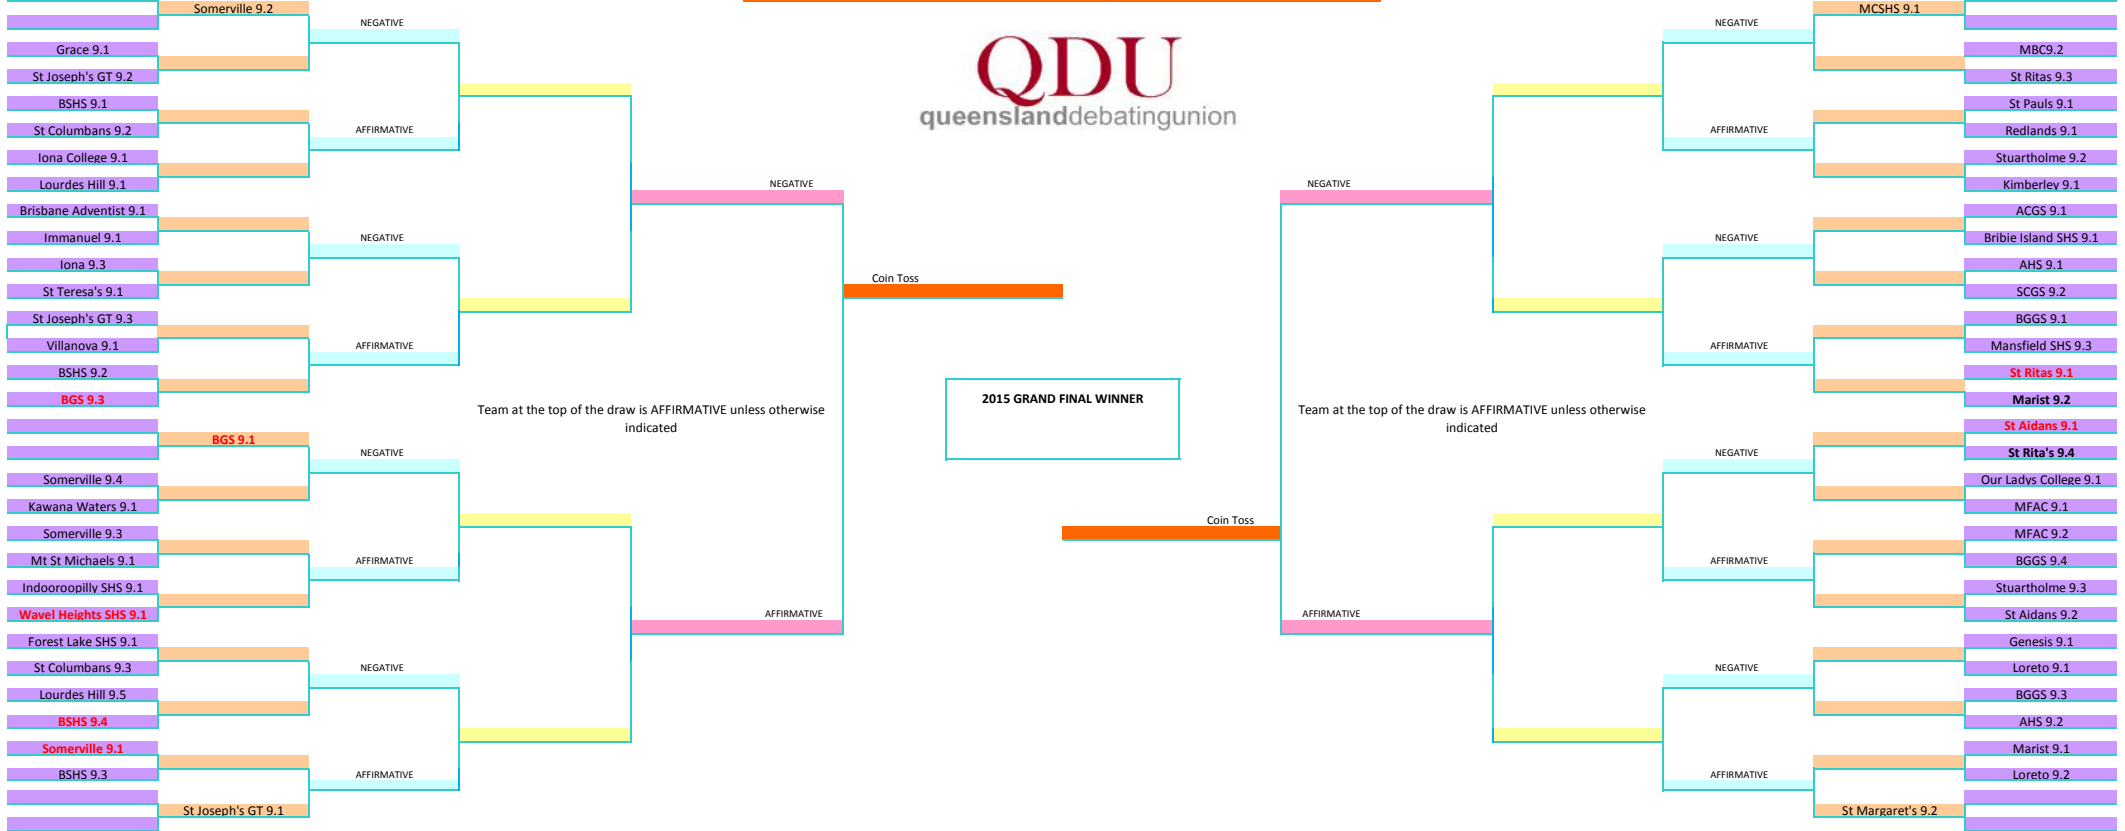 Somerville 9.2
NEGATIVE
Grace 9.1
St Joseph's GT 9.2
BSHS 9.1
St Columbans 9.2
AFFIRMATIVE
Iona College 9.1
Lourdes Hill 9.1
NEGATIVE
Brisbane Adventist 9.1
Immanuel 9.1
NEGATIVE
Iona 9.3
St Teresa's 9.1
St Joseph's GT 9.3
Villanova 9.1
AFFIRMATIVE
BSHS 9.2
BGS 9.3
Team at the top of the draw is AFFIRMATIVE unless otherwise
indicated
BGS 9.1
NEGATIVE
Somerville 9.4
Kawana Waters 9.1
Somerville 9.3
Mt St Michaels 9.1
AFFIRMATIVE
Indooroopilly SHS 9.1
Wavel Heights SHS 9.1
AFFIRMATIVE
Forest Lake SHS 9.1
St Columbans 9.3
NEGATIVE
Lourdes Hill 9.5
BSHS 9.4
Somerville 9.1
BSHS 9.3
AFFIRMATIVE
St Joseph's GT 9.1
QDU
queenslanddebatingunion
Coin Toss
2015 GRAND FINAL WINNER
Coin Toss
MCSHS 9.1
NEGATIVE
MBC9.2
St Ritas 9.3
St Pauls 9.1
AFFIRMATIVE
Redlands 9.1
Stuartholme 9.2
NEGATIVE
Kimberley 9.1
ACGS 9.1
NEGATIVE
Bribie Island SHS 9.1
AHS 9.1
SCGS 9.2
BGGS 9.1
AFFIRMATIVE
Mansfield SHS 9.3
St Ritas 9.1
Marist 9.2
Team at the top of the draw is AFFIRMATIVE unless otherwise
indicated
St Aidans 9.1
NEGATIVE
St Rita's 9.4
Our Ladys College 9.1
MFAC 9.1
MFAC 9.2
AFFIRMATIVE
BGGS 9.4
Stuartholme 9.3
AFFIRMATIVE
St Aidans 9.2
Genesis 9.1
NEGATIVE
Loreto 9.1
BGGS 9.3
AHS 9.2
Marist 9.1
AFFIRMATIVE
Loreto 9.2
St Margaret's 9.2